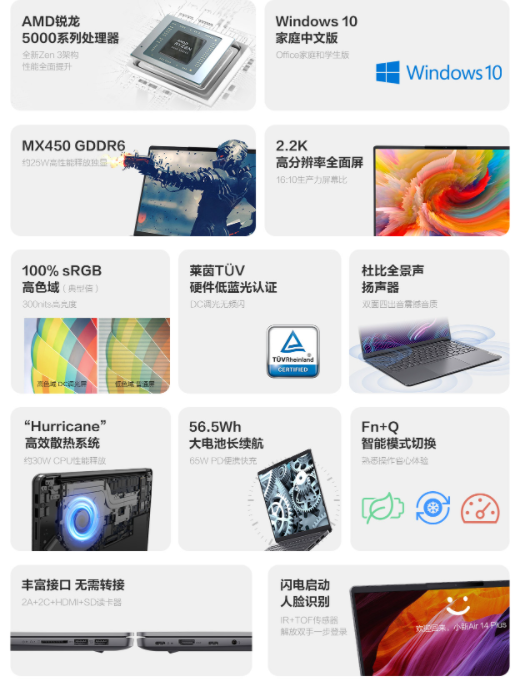 AMD锐龙
5000系列处理器
全新Zen 3架构
性能全面提升
Windows 10
家庭中文版
Office家庭和学生版
Windows10
MX450 GDDR6
约25W高性能释放独显
2.2K
高分辨率全面屏
16:10生产力屏幕比
100% sRGB
高色域（典型值）
300nits高亮度
高色域 DC调光屏
低色域 普通屏
莱茵TÜV
硬件低蓝光认证
DC调光无频闪
TÜVRheinland
CERTIFIED
杜比全景声
扬声器
双面四出音震撼音质
“Hurricane”
高效散热系统
约30W CPU性能释放
56.5Wh
大电池长续航
65W PD便携快充
Fn+Q
智能模式切换
熟悉操作省心体验
丰富接口 无需转接
2A+2C+HDMI+SD读卡器
闪电启动
人脸识别
IR+TOF传感器
解放双手一步登录
欢迎回来，小新Air 14 Plus